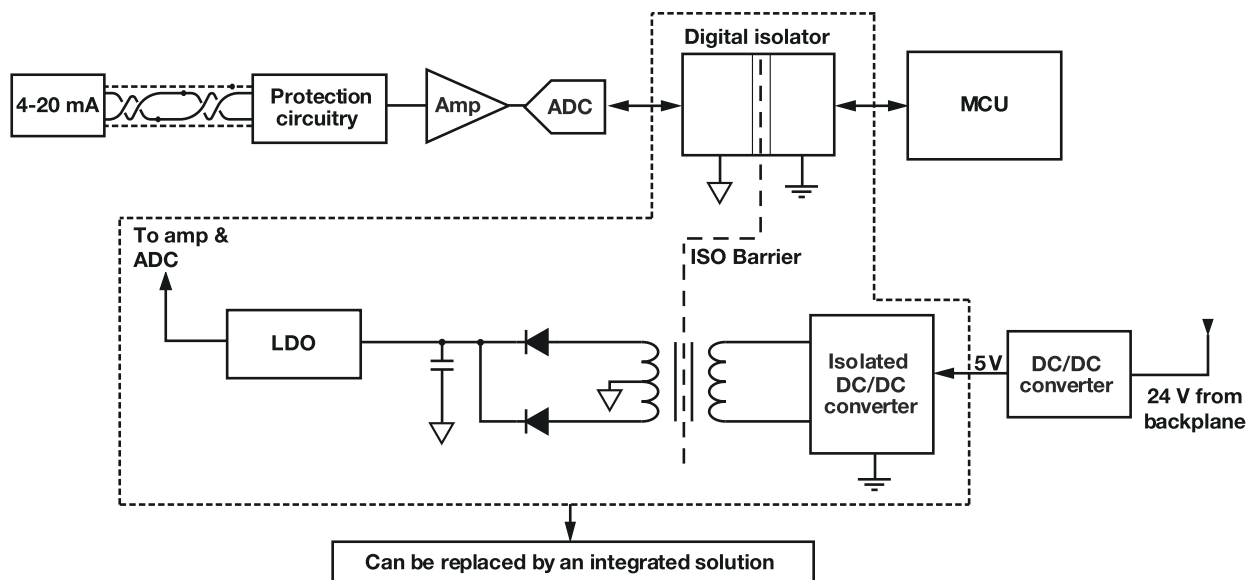 Digital isolator
4-20 mA
Protection
circuitry
Amp
ADC
MCU
To amp &
ADC
ISO Barrier
LDO
Isolated
DC/DC
converter
5 V
DC/DC
converter
24 V from
backplane
Can be replaced by an integrated solution